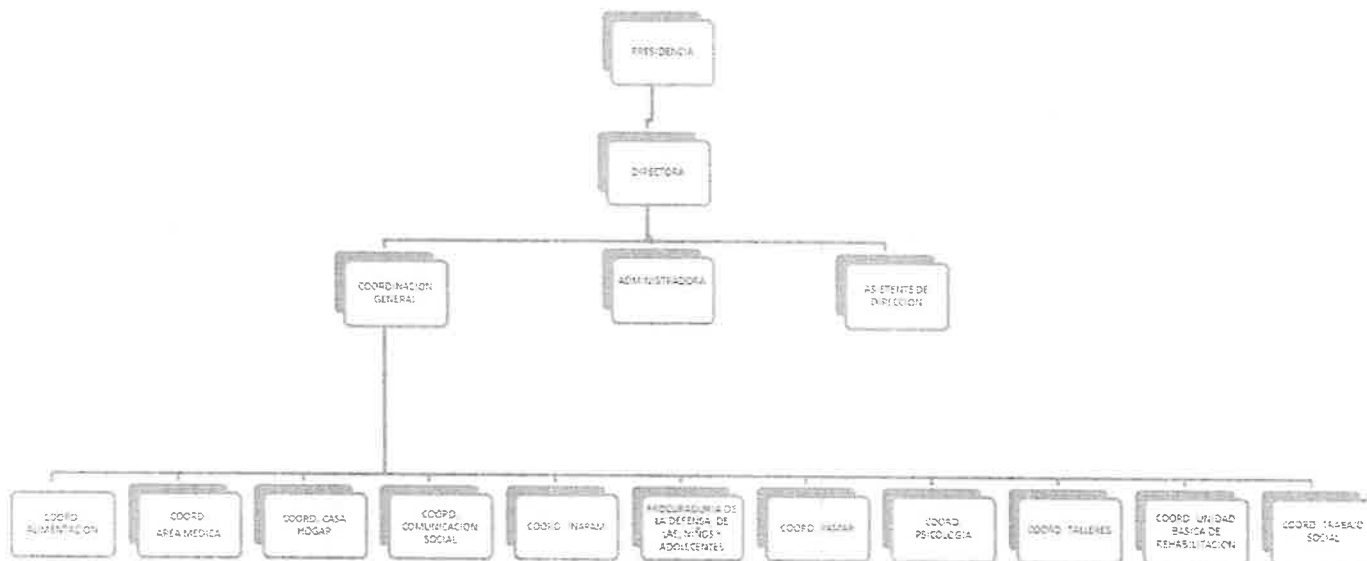 PRESIDENCIA
DIRECTORA
COORDINACION
GENERAL
ADMINISTRADORA
ASISTENTE DE
DIRECCION
COORD.
ALIMENTACION
COORD.
AREA MEDICA
COORD. CASA
HOGAR
COORD.
COMUNICACION
SOCIAL
COORD. INAPAM
PROCURADURIA DE
LA DEFENSA DE
LAS, NIÑOS Y
ADOLECENTES
COORD.
COORD.
PSICOLOGIA
COORD. TALLERES
COORD. UNIDAD
BASICA DE
REHABILITACION
COORD. TRABAJO
SOCIAL